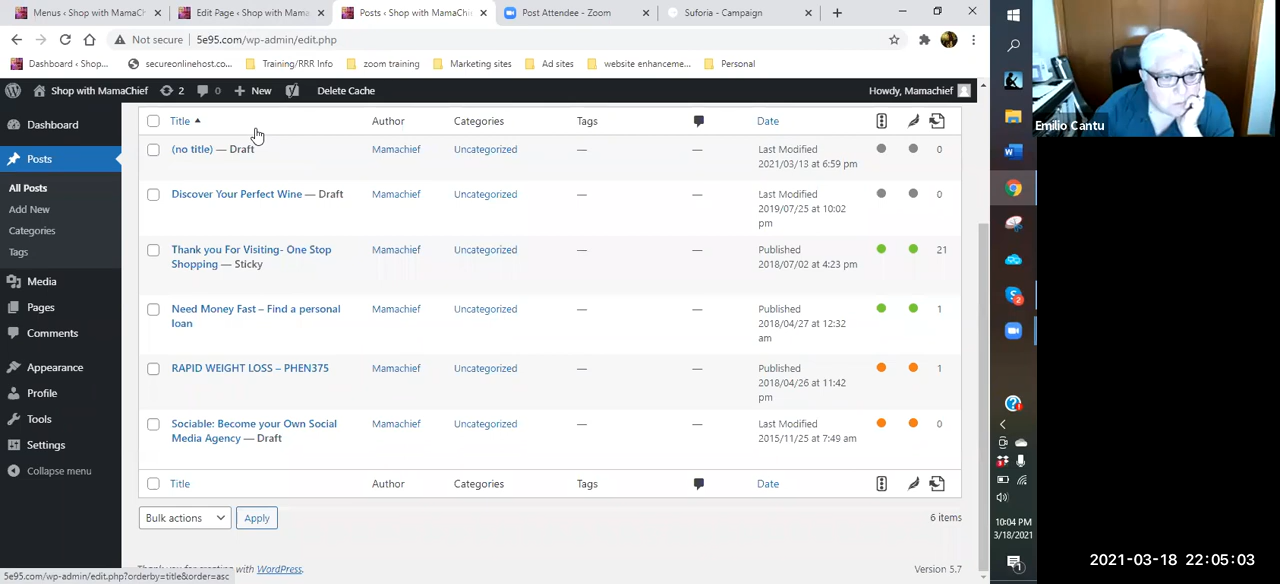 Menus ‹ Shop with MamaC
Edit Page ‹ Shop with Mama
Posts ‹ Shop with MamaChie
Post Attendee - Zoom
Suforia - Campaign
Not secure
5e95.com/wp-admin/edit.php
Dashboard ‹ Shop...
secureonlinehost.co...
Training/RRR Info
zoom training
Marketing sites
Ad sites
website enhanceme...
Personal
Shop with MamaChief
2
0
New
Delete Cache
Howdy, Mamachief
Emilio Cantu
Dashboard
Posts
All Posts
Add New
Categories
Tags
Media
Pages
Comments
Appearance
Profile
Tools
Settings
Collapse menu
Title
Author
Categories
Tags
Date
(no title) — Draft
Mamachief
Uncategorized
—
—
Last Modified
2021/03/13 at 6:59 pm
0
Discover Your Perfect Wine — Draft
Mamachief
Uncategorized
—
—
Last Modified
2019/07/25 at 10:02
pm
0
Thank you For Visiting- One Stop
Shopping — Sticky
Mamachief
Uncategorized
—
—
Published
2018/07/02 at 4:23 pm
21
Need Money Fast – Find a personal
loan
Mamachief
Uncategorized
—
—
Published
2018/04/27 at 12:32
am
1
RAPID WEIGHT LOSS – PHEN375
Mamachief
Uncategorized
—
—
Published
2018/04/26 at 11:42
pm
1
Sociable: Become your Own Social
Media Agency — Draft
Mamachief
Uncategorized
—
—
Last Modified
2015/11/25 at 7:49 am
0
Title
Author
Categories
Tags
Date
Bulk actions
Apply
6 items
Thank you for creating with WordPress.
Version 5.7
5e95.com/wp-admin/edit.php?orderby=title&order=asc
10:04 PM
3/18/2021
2021-03-18 22:05:03